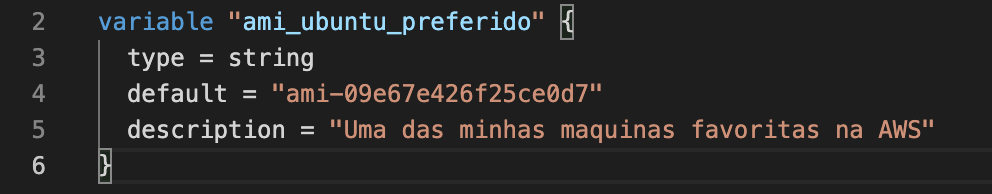 2 variable "ami_ubuntu_preferido" {
3 type = string
4 default = "ami-09e67e426f25ce0d7"
5 description = "Uma das minhas maquinas favoritas na AWS"
6 }